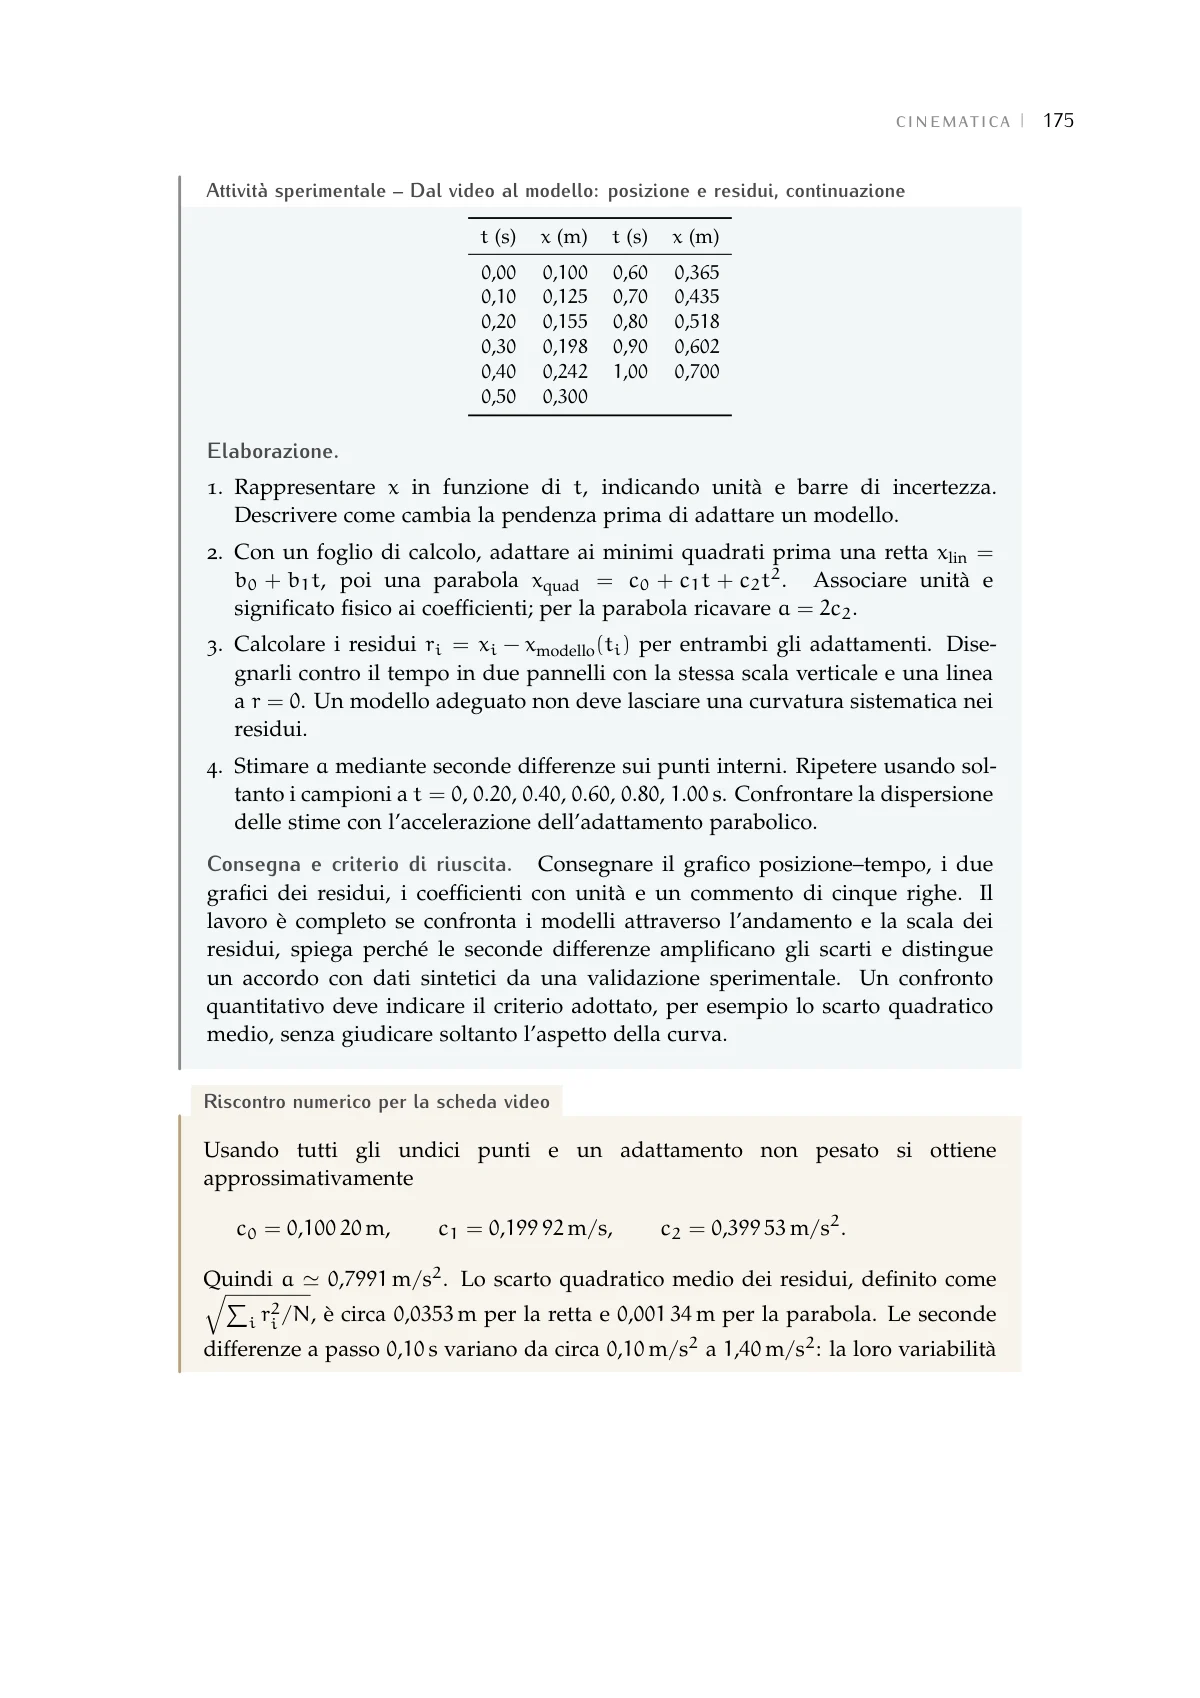 CINEMATICA | 175
Attività sperimentale – Dal video al modello: posizione e residui, continuazione
t (s) x (m) t (s) x (m)
0,00 0,100 0,60 0,365
0,10 0,125 0,70 0,435
0,20 0,155 0,80 0,518
0,30 0,198 0,90 0,602
0,40 0,242 1,00 0,700
0,50 0,300
Elaborazione.
1. Rappresentare x in funzione di t, indicando unità e barre di incertezza.
Descrivere come cambia la pendenza prima di adattare un modello.
2. Con un foglio di calcolo, adattare ai minimi quadrati prima una retta x_lin =
b₀ + b₁t, poi una parabola x_quad = c₀ + c₁t + c₂t². Associare unità e
significato fisico ai coefficienti; per la parabola ricavare a = 2c₂.
3. Calcolare i residui rᵢ = xᵢ − x_modello(tᵢ) per entrambi gli adattamenti. Dise-
gnarli contro il tempo in due pannelli con la stessa scala verticale e una linea
a r = 0. Un modello adeguato non deve lasciare una curvatura sistematica nei
residui.
4. Stimare a mediante seconde differenze sui punti interni. Ripetere usando sol-
tanto i campioni a t = 0, 0.20, 0.40, 0.60, 0.80, 1.00 s. Confrontare la dispersione
delle stime con l'accelerazione dell'adattamento parabolico.
Consegna e criterio di riuscita. Consegnare il grafico posizione–tempo, i due
grafici dei residui, i coefficienti con unità e un commento di cinque righe. Il
lavoro è completo se confronta i modelli attraverso l'andamento e la scala dei
residui, spiega perché le seconde differenze amplificano gli scarti e distingue
un accordo con dati sintetici da una validazione sperimentale. Un confronto
quantitativo deve indicare il criterio adottato, per esempio lo scarto quadratico
medio, senza giudicare soltanto l'aspetto della curva.
Riscontro numerico per la scheda video
Usando tutti gli undici punti e un adattamento non pesato si ottiene
approssimativamente
c₀ = 0,100 20 m, c₁ = 0,199 92 m/s, c₂ = 0,399 53 m/s².
Quindi a ≃ 0,7991 m/s². Lo scarto quadratico medio dei residui, definito come
√(∑ᵢ rᵢ²/N), è circa 0,0353 m per la retta e 0,001 34 m per la parabola. Le seconde
differenze a passo 0,10 s variano da circa 0,10 m/s² a 1,40 m/s²: la loro variabilità